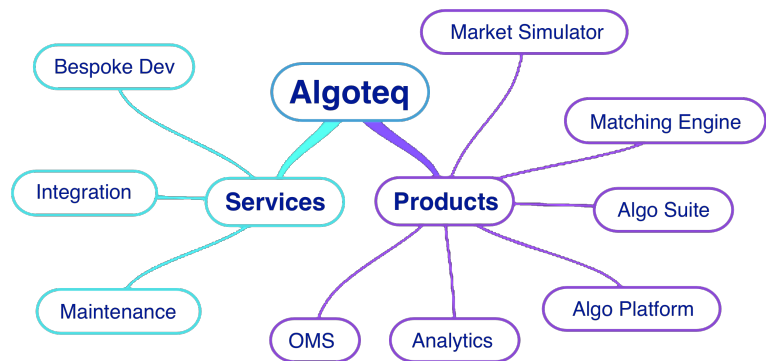 Algoteq
Services
Bespoke Dev
Integration
Maintenance
Products
Market Simulator
Matching Engine
Algo Suite
Algo Platform
Analytics
OMS